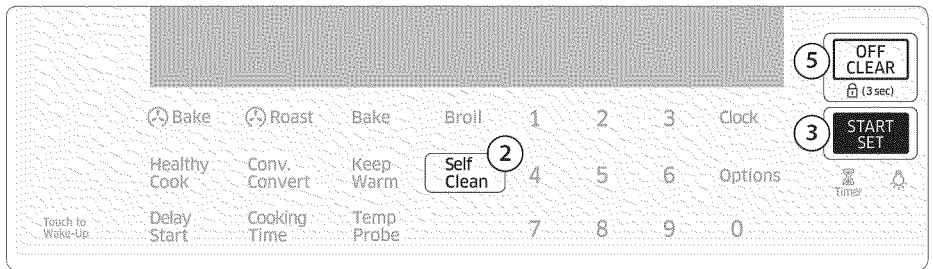 5
OFF
CLEAR
(3 sec)
Bake Roast Bake Broil 1 2 3 Clock
3
START
SET
2
Healthy
Cook
Conv.
Convert
Keep
Warm
Self
Clean
4 5 6 Options
Timer
Touch to
Wake-Up
Delay
Start
Cooking
Time
Temp
Probe
7 8 9 0